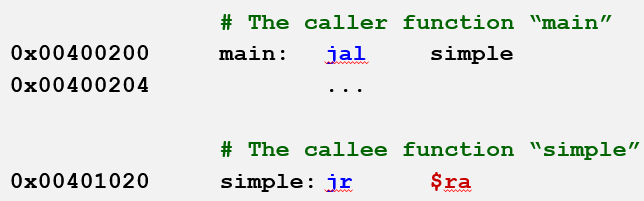 # The caller function “main”
0x00400200 main: jal simple
0x00400204 ...
# The callee function “simple”
0x00401020 simple: jr $ra